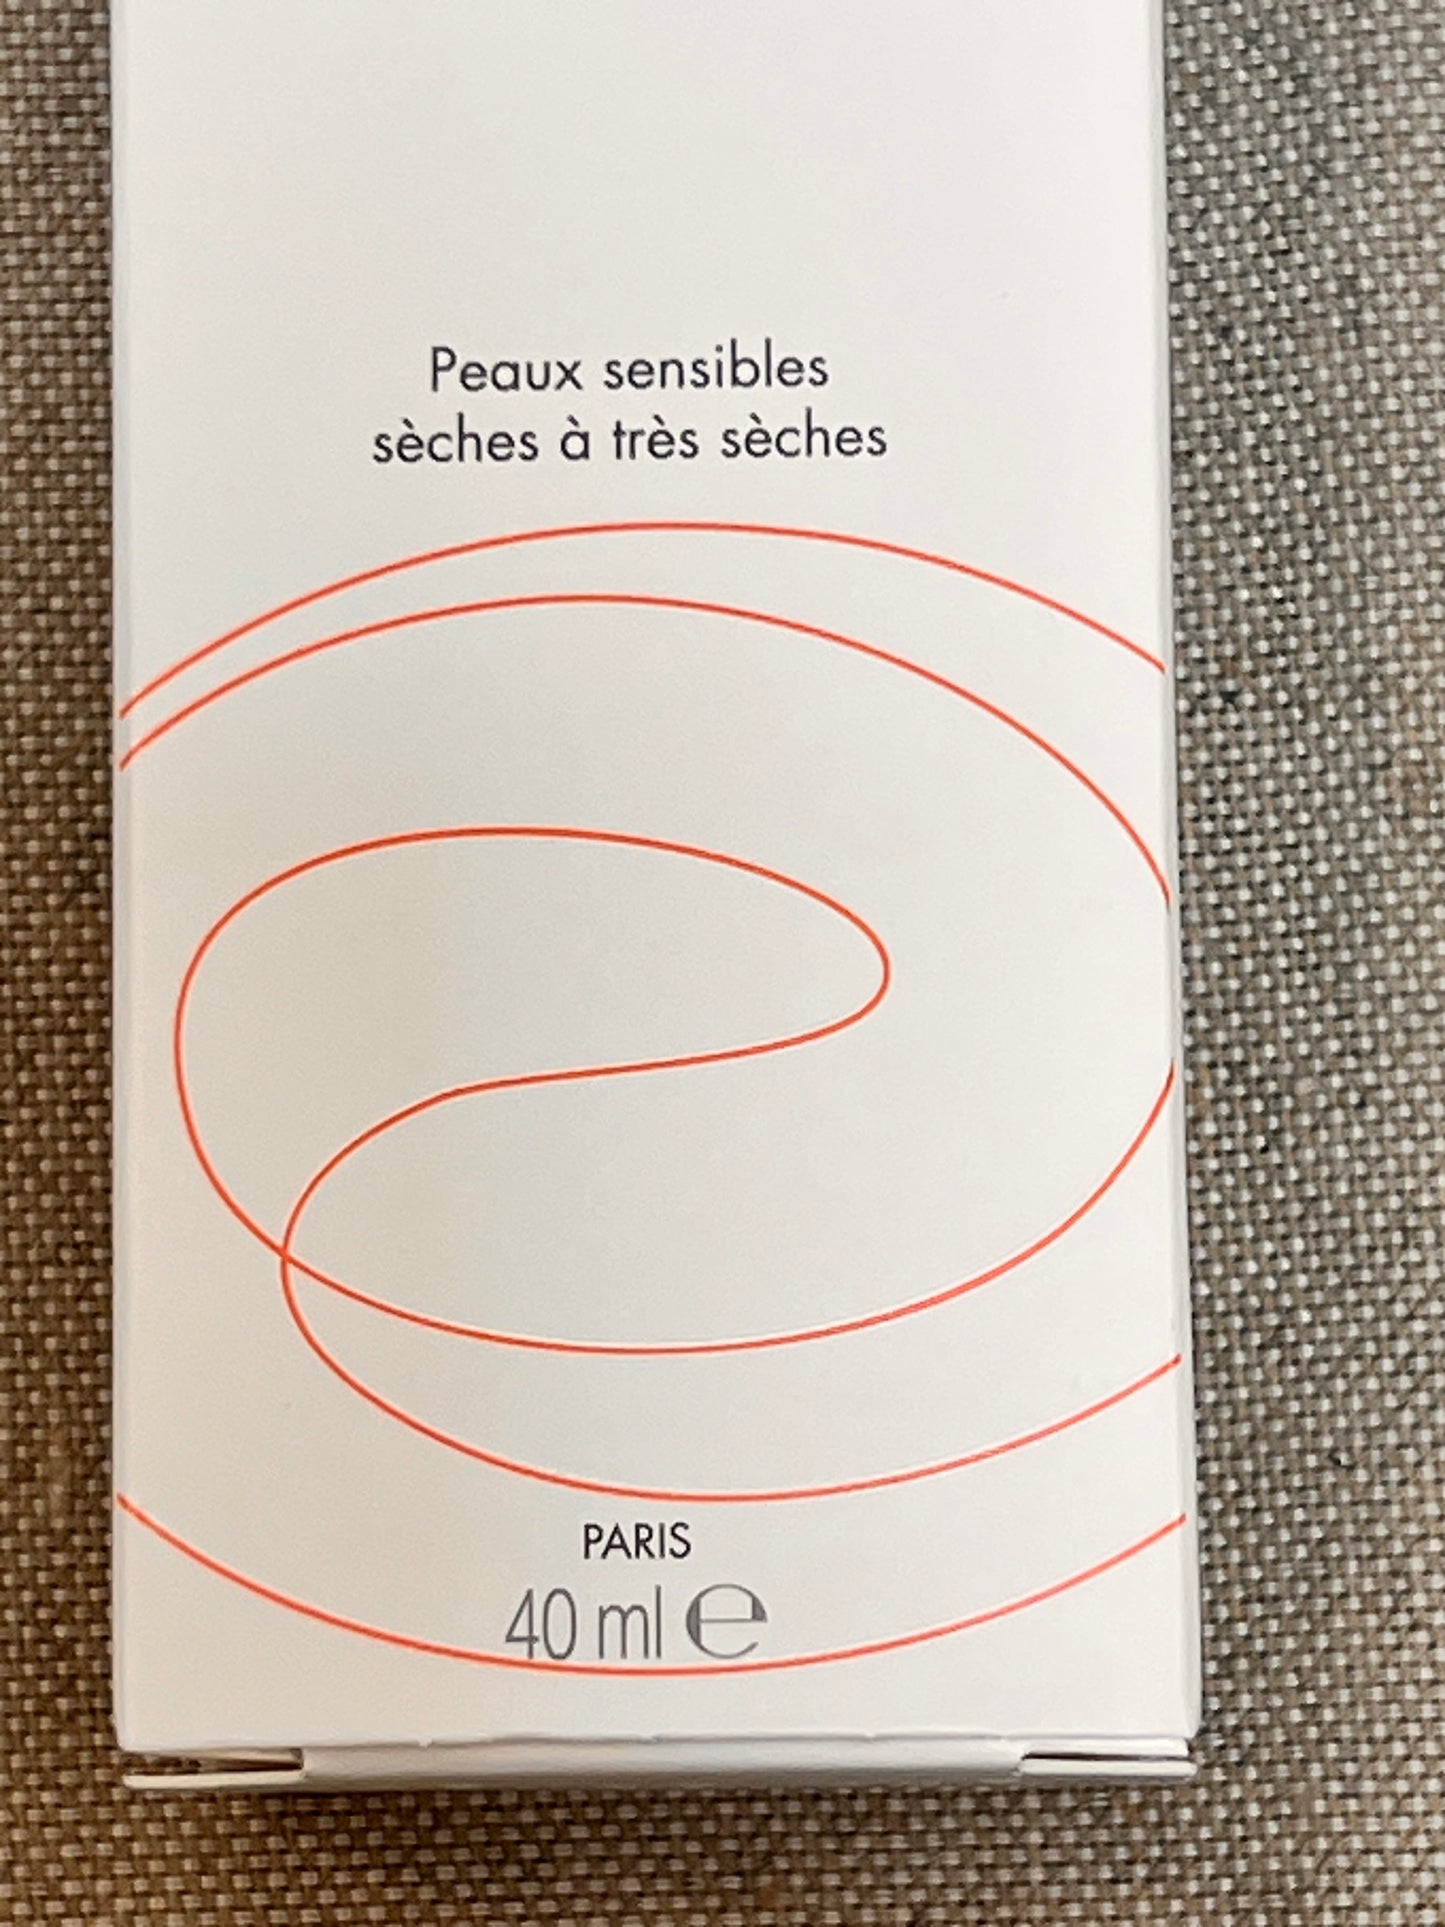 Peaux sensibles
sèches à très sèches
PARIS
40 ml ℮